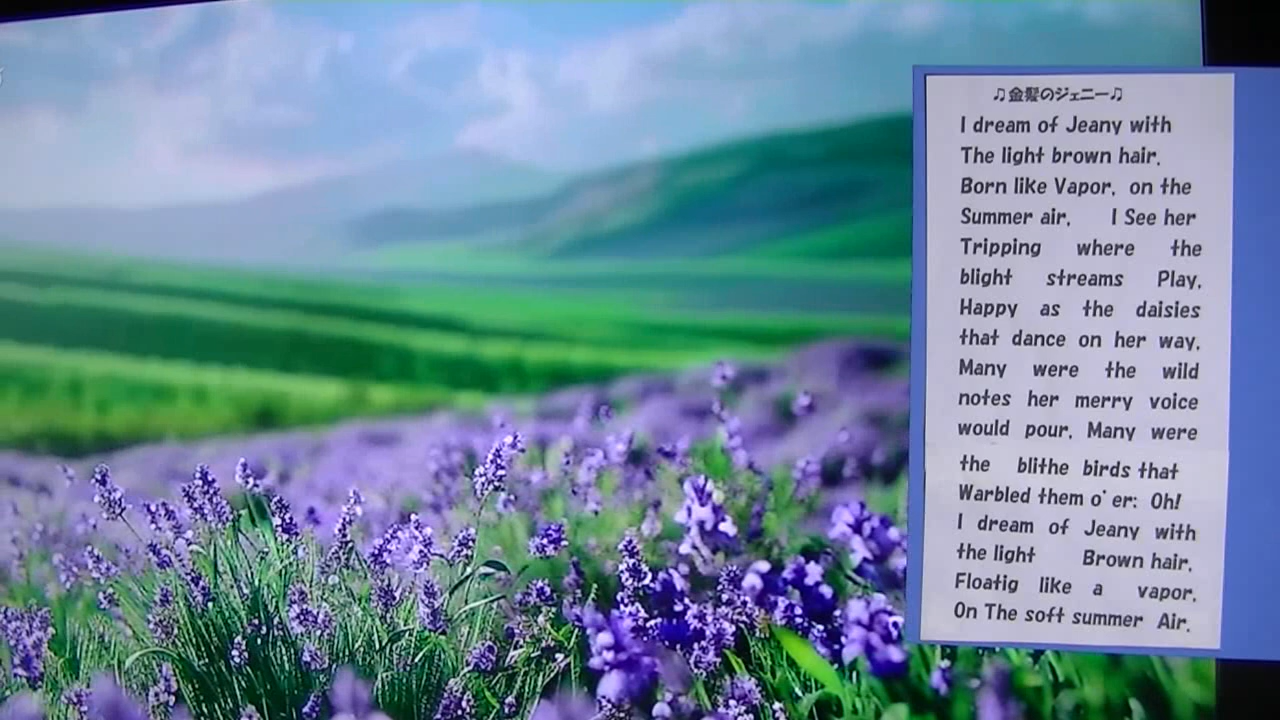 ♫金髪のジェニー♫
I dream of Jeany with
The light brown hair.
Born like Vapor, on the
Summer air, I See her
Tripping where the
blight streams Play.
Happy as the daisies
that dance on her way.
Many were the wild
notes her merry voice
would pour. Many were
the blithe birds that
Warbled them o' er: Oh!
I dream of Jeany with
the light Brown hair,
Floatig like a vapor,
On The soft summer Air.